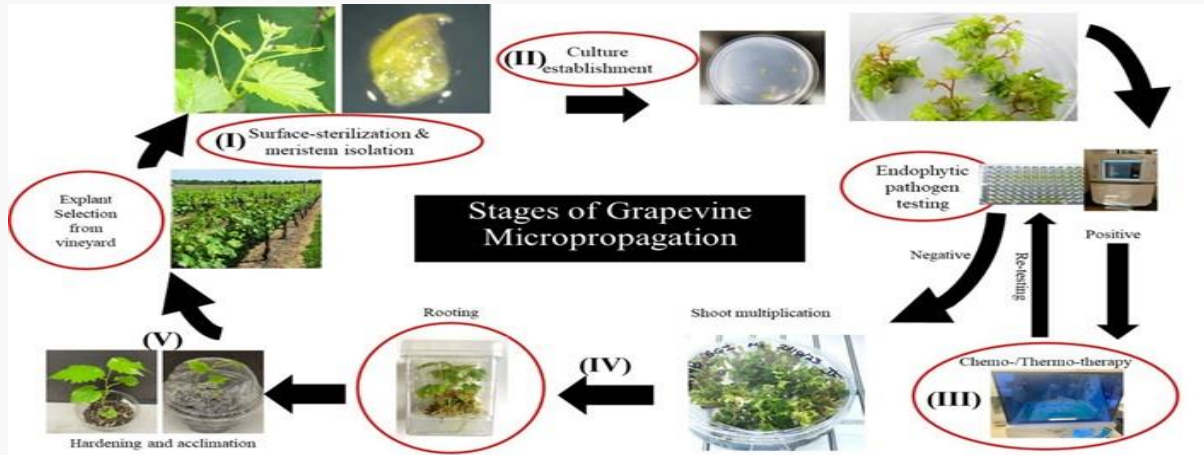 (I) Surface-sterilization &
meristem isolation
(II) Culture
establishment
Explant
Selection
from
vineyard
Stages of Grapevine
Micropropagation
Endophytic
pathogen
testing
Negative
Re-testing
Positive
Chemo-/Thermo-therapy
(III)
Shoot multiplication
(IV)
Rooting
(V)
Hardening and acclimation